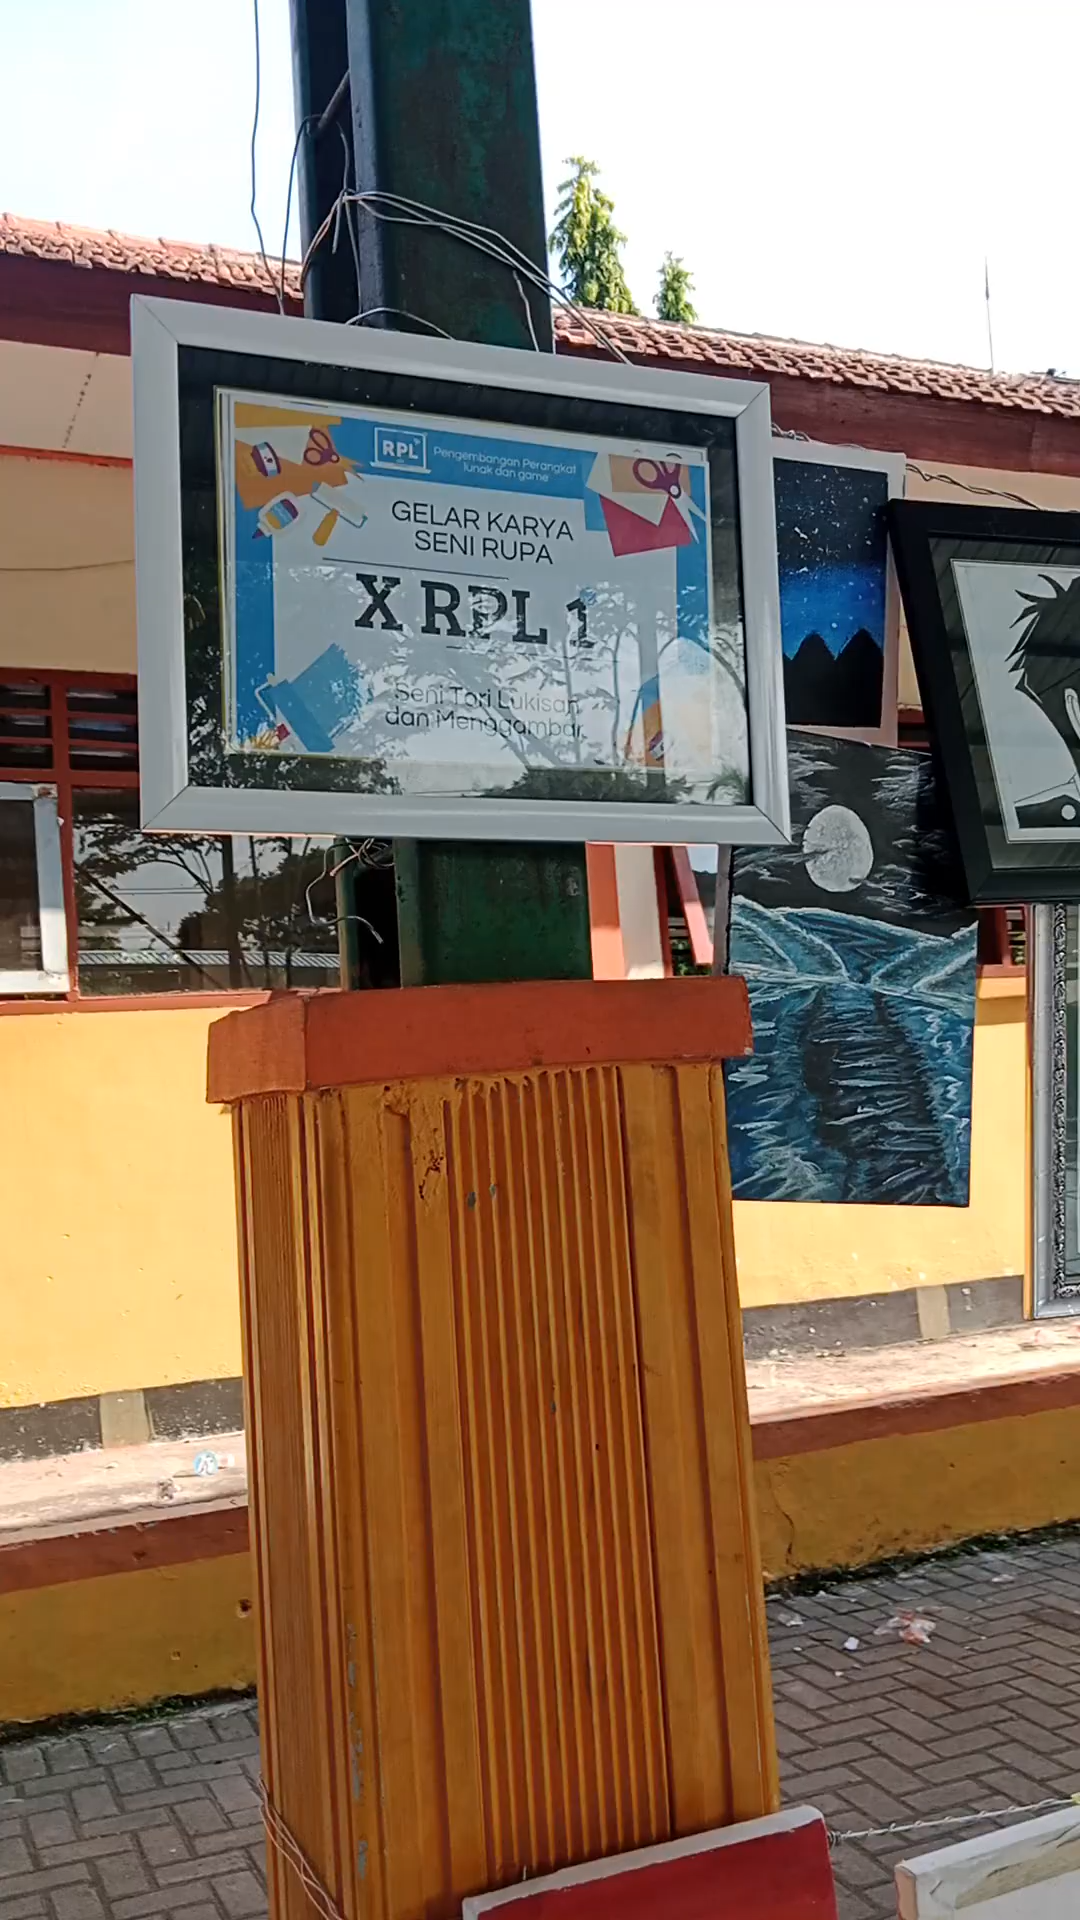 RPL
Pengembangan Perangkat
lunak dan game
GELAR KARYA
SENI RUPA
X RPL 1
Seni Tari Lukisan
dan Menggambar